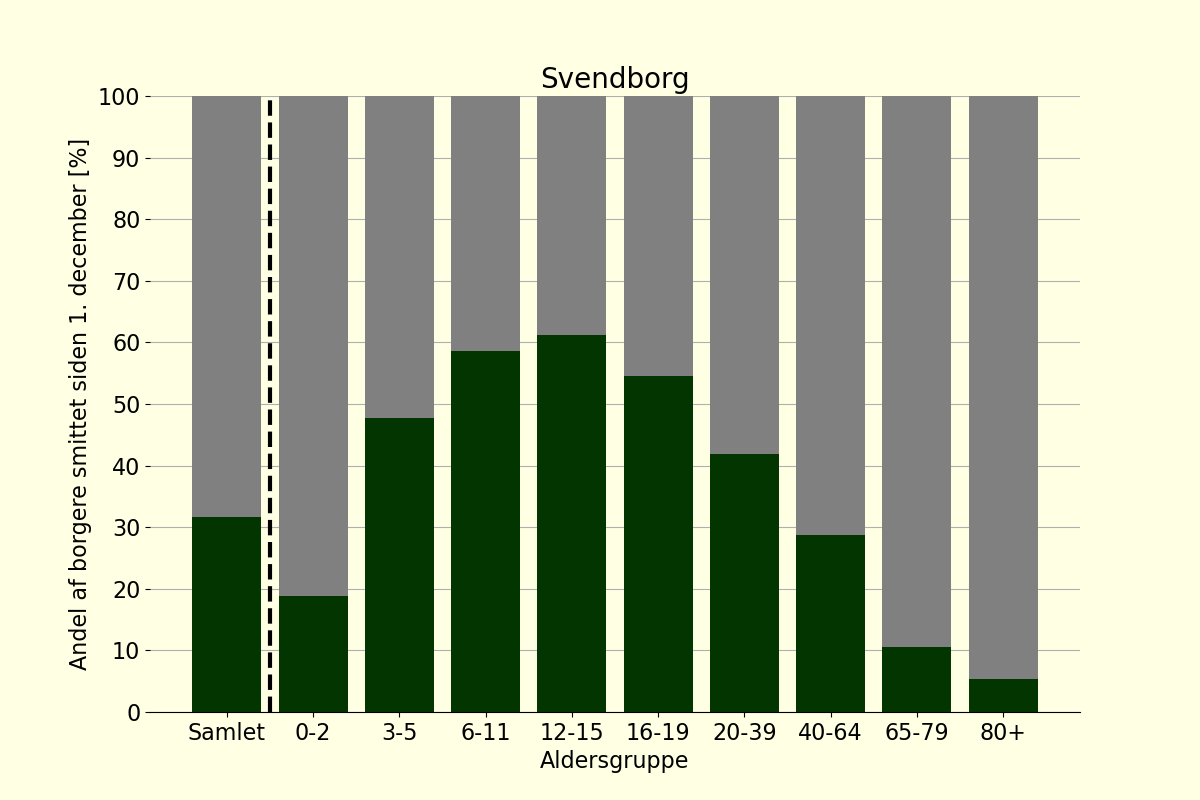 Svendborg
Andel af borgere smittet siden 1. december [%]
100
90
80
70
60
50
40
30
20
10
0
Samlet 0-2 3-5 6-11 12-15 16-19 20-39 40-64 65-79 80+
Aldersgruppe